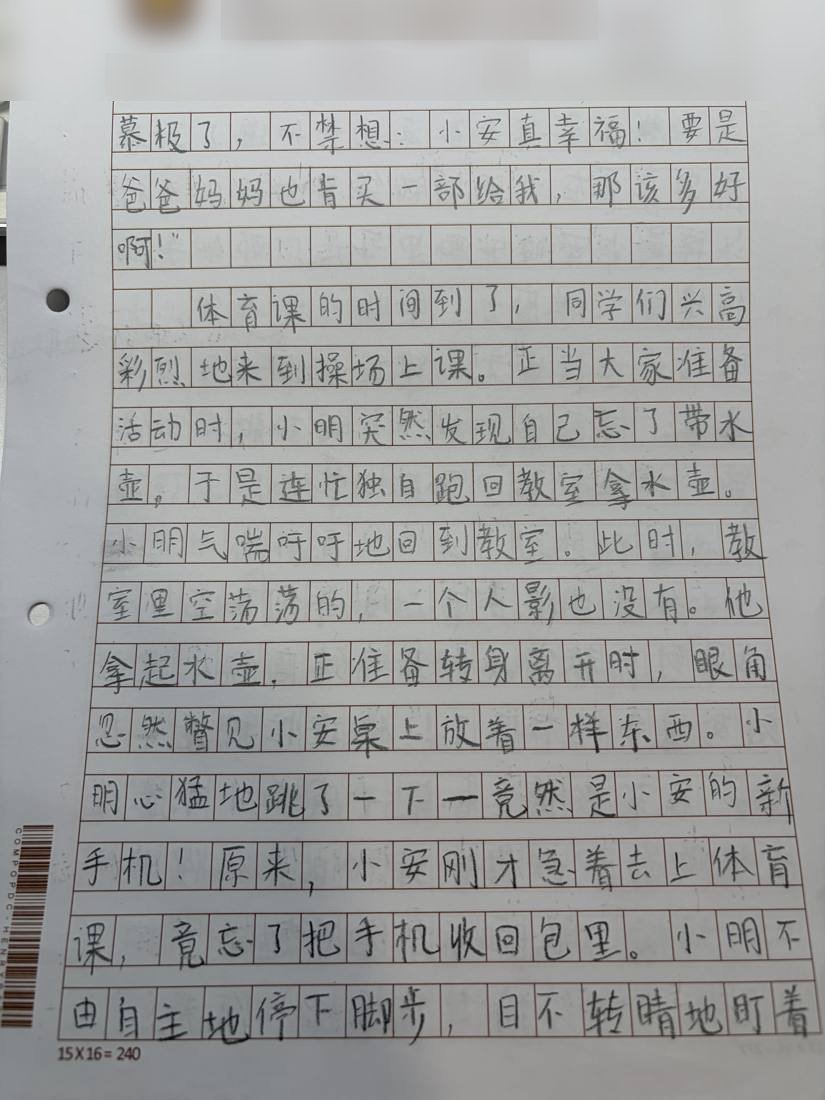 慕极了，不禁想：小安真幸福！要是
爸爸妈妈也肯买一部给我，那该多好
啊！”
体育课的时间到了，同学们兴高
彩烈地来到操场上课。正当大家准备
活动时，小明突然发现自己忘了带水
壶。于是连忙独自跑回教室拿水壶。
小明气喘吁吁地回到教室。此时，教
室里空荡荡的，一个人影也没有。他
拿起水壶，正准备转身离开时，眼角
忽然瞥见小安桌上放着一样东西。小
明心猛地跳了一下一竟然是小安的新
手机！原来，小安刚才急着去上体育
课，竟忘了把手机收回包里。小明不
由自主地停下脚步，目不转睛地盯着
15X16=240